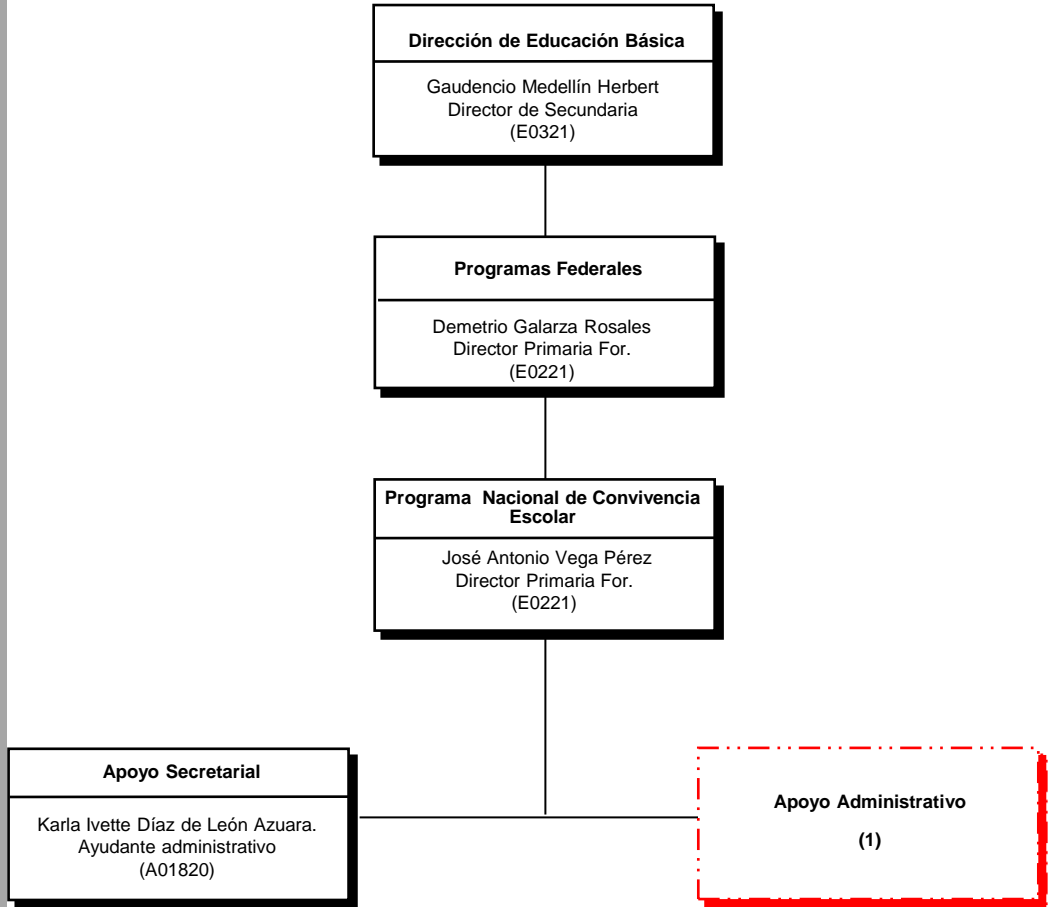 Dirección de Educación Básica
Gaudencio Medellín Herbert
Director de Secundaria
(E0321)
Programas Federales
Demetrio Galarza Rosales
Director Primaria For.
(E0221)
Programa Nacional de Convivencia
Escolar
José Antonio Vega Pérez
Director Primaria For.
(E0221)
Apoyo Secretarial
Karla Ivette Díaz de León Azuara.
Ayudante administrativo
(A01820)
Apoyo Administrativo
(1)